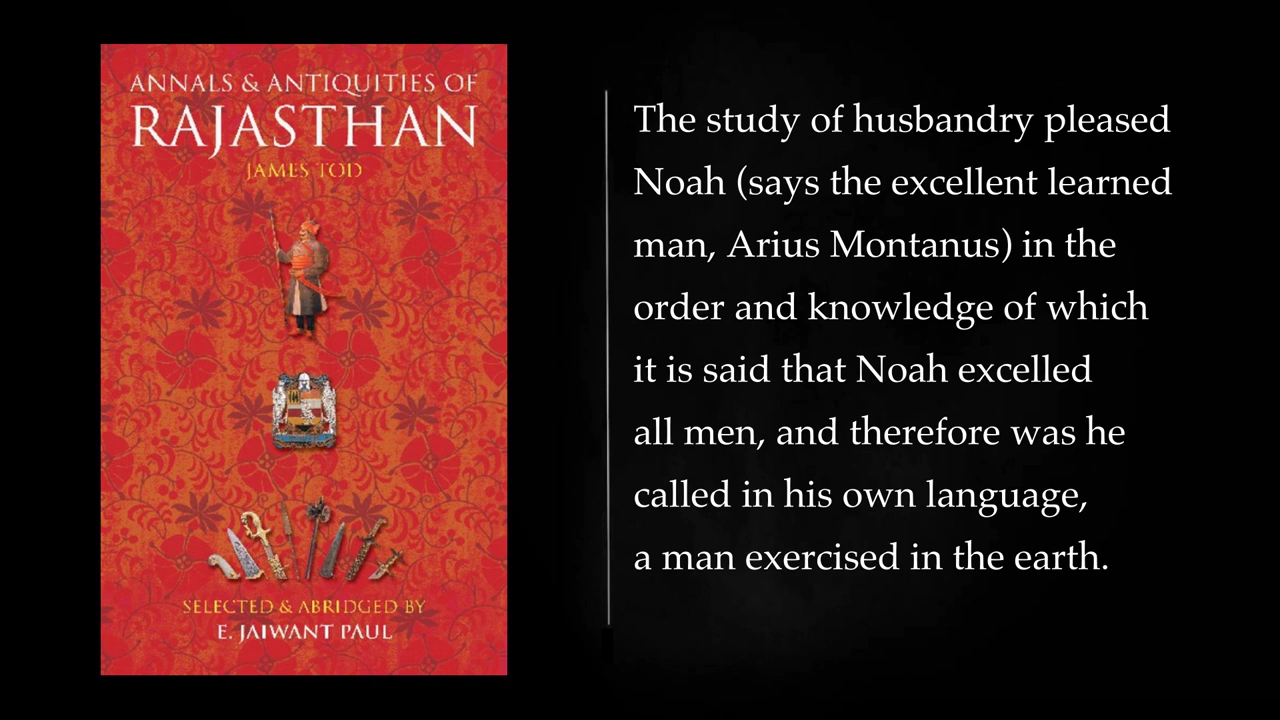 ANNALS & ANTIQUITIES OF
RAJASTHAN
JAMES TOD
SELECTED & ABRIDGED BY
E. JAIWANT PAUL
The study of husbandry pleased
Noah (says the excellent learned
man, Arius Montanus) in the
order and knowledge of which
it is said that Noah excelled
all men, and therefore was he
called in his own language,
a man exercised in the earth.